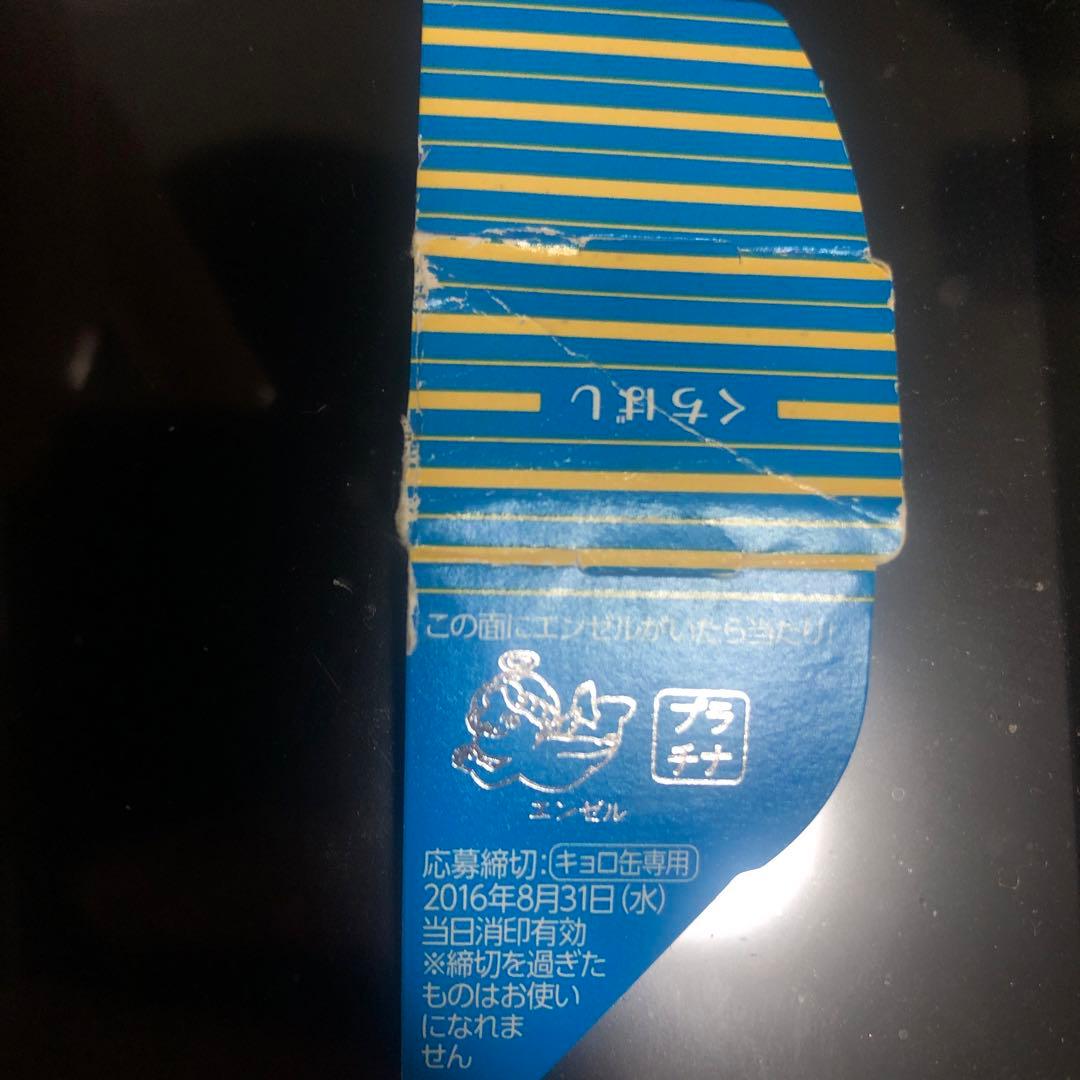 くちばし
この面にエンゼルがいたら当たり!
プラ
チナ
エンゼル
応募締切:キョロ缶専用
2016年8月31日(水)
当日消印有効
※締切を過ぎた
ものはお使い
になれま
せん